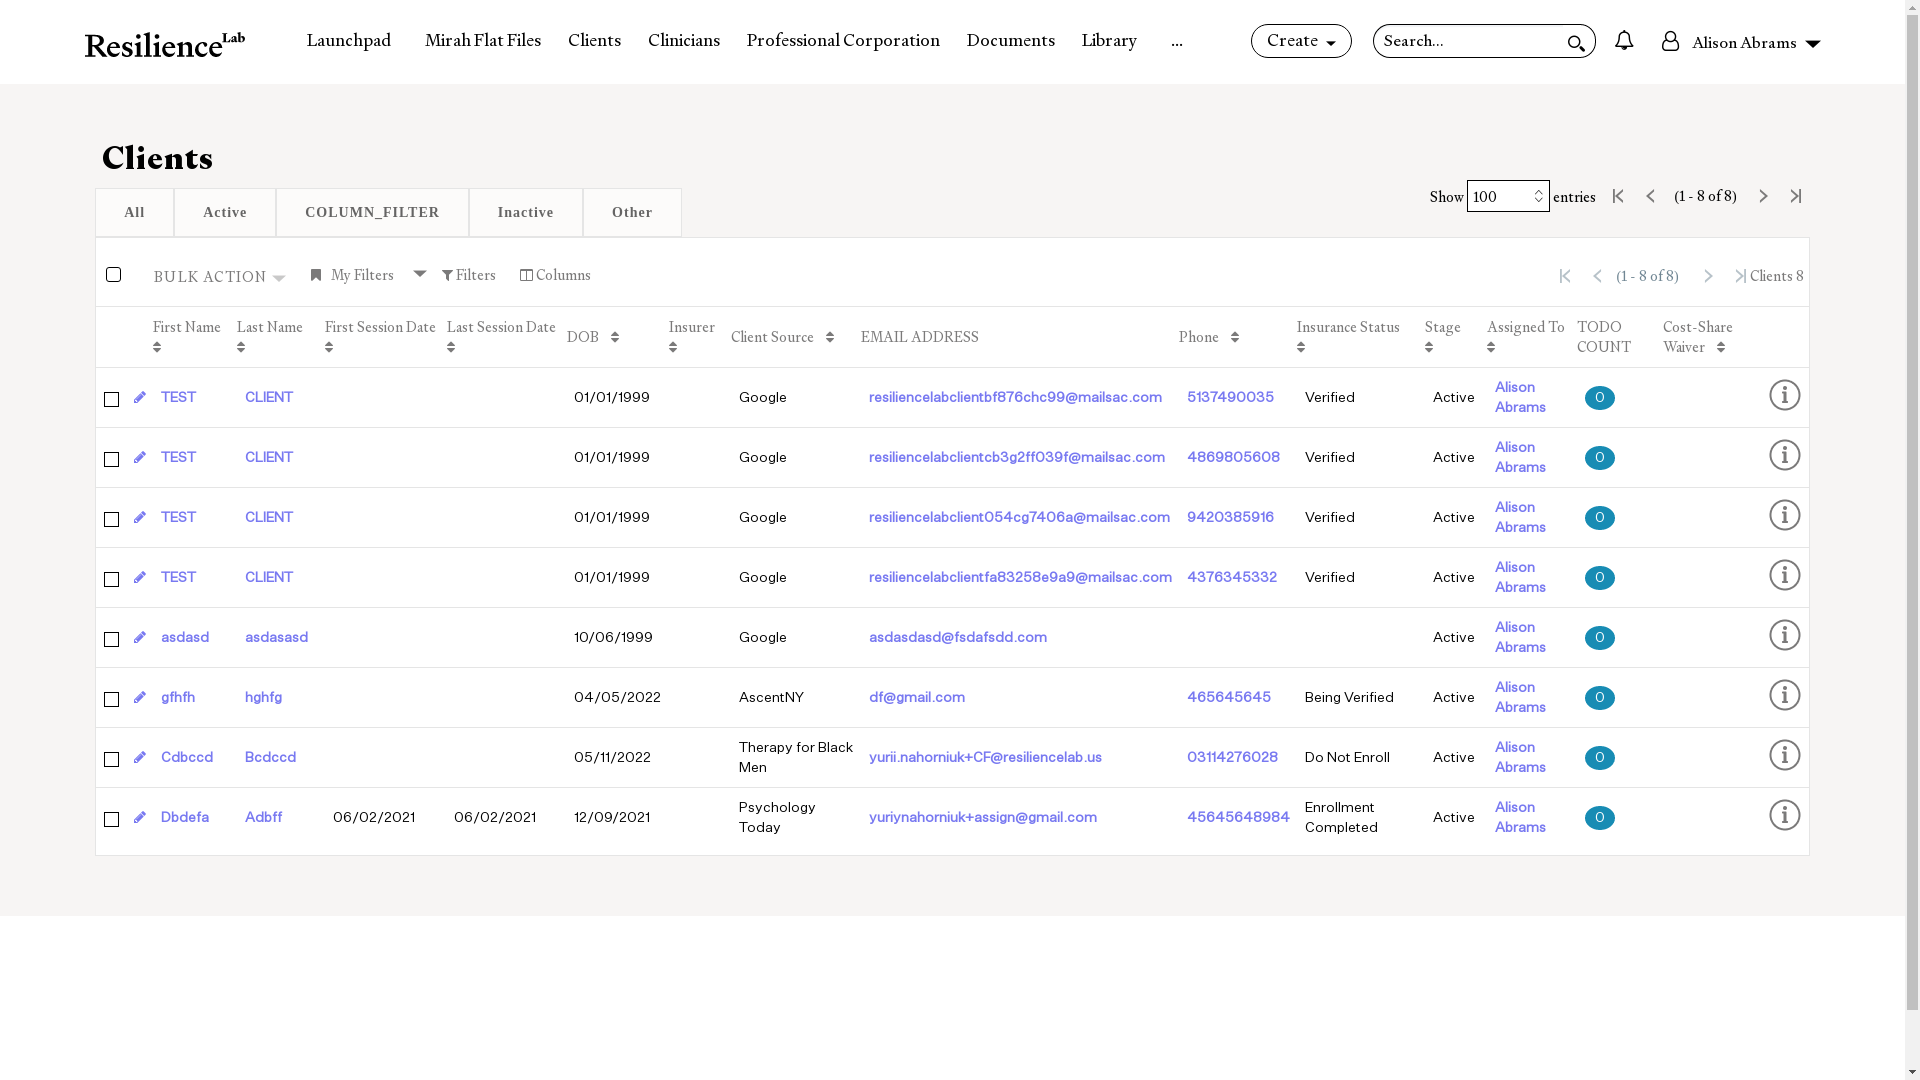 ResilienceLab Launchpad Mirah Flat Files Clients Clinicians Professional Corporation Documents Library ... Create Search... Alison Abrams
Clients
All Active COLUMN_FILTER Inactive Other
Show 100 entries (1 - 8 of 8)
BULK ACTION My Filters Filters Columns (1 - 8 of 8) Clients 8
First Name Last Name First Session Date Last Session Date DOB Insurer Client Source EMAIL ADDRESS Phone Insurance Status Stage Assigned To TODO COUNT Cost-Share Waiver
TEST CLIENT 01/01/1999 Google resiliencelabclientbf876chc99@mailsac.com 5137490035 Verified Active Alison Abrams 0
TEST CLIENT 01/01/1999 Google resiliencelabclientcb3g2ff039f@mailsac.com 4869805608 Verified Active Alison Abrams 0
TEST CLIENT 01/01/1999 Google resiliencelabclient054cg7406a@mailsac.com 9420385916 Verified Active Alison Abrams 0
TEST CLIENT 01/01/1999 Google resiliencelabclientfa83258e9a9@mailsac.com 4376345332 Verified Active Alison Abrams 0
asdasd asdasasd 10/06/1999 Google asdasdasd@fsdafsdd.com Active Alison Abrams 0
gfhfh hghfg 04/05/2022 AscentNY df@gmail.com 465645645 Being Verified Active Alison Abrams 0
Cdbccd Bcdccd 05/11/2022 Therapy for Black Men yurii.nahorniuk+CF@resiliencelab.us 03114276028 Do Not Enroll Active Alison Abrams 0
Dbdefa Adbff 06/02/2021 06/02/2021 12/09/2021 Psychology Today yuriynahorniuk+assign@gmail.com 45645648984 Enrollment Completed Active Alison Abrams 0